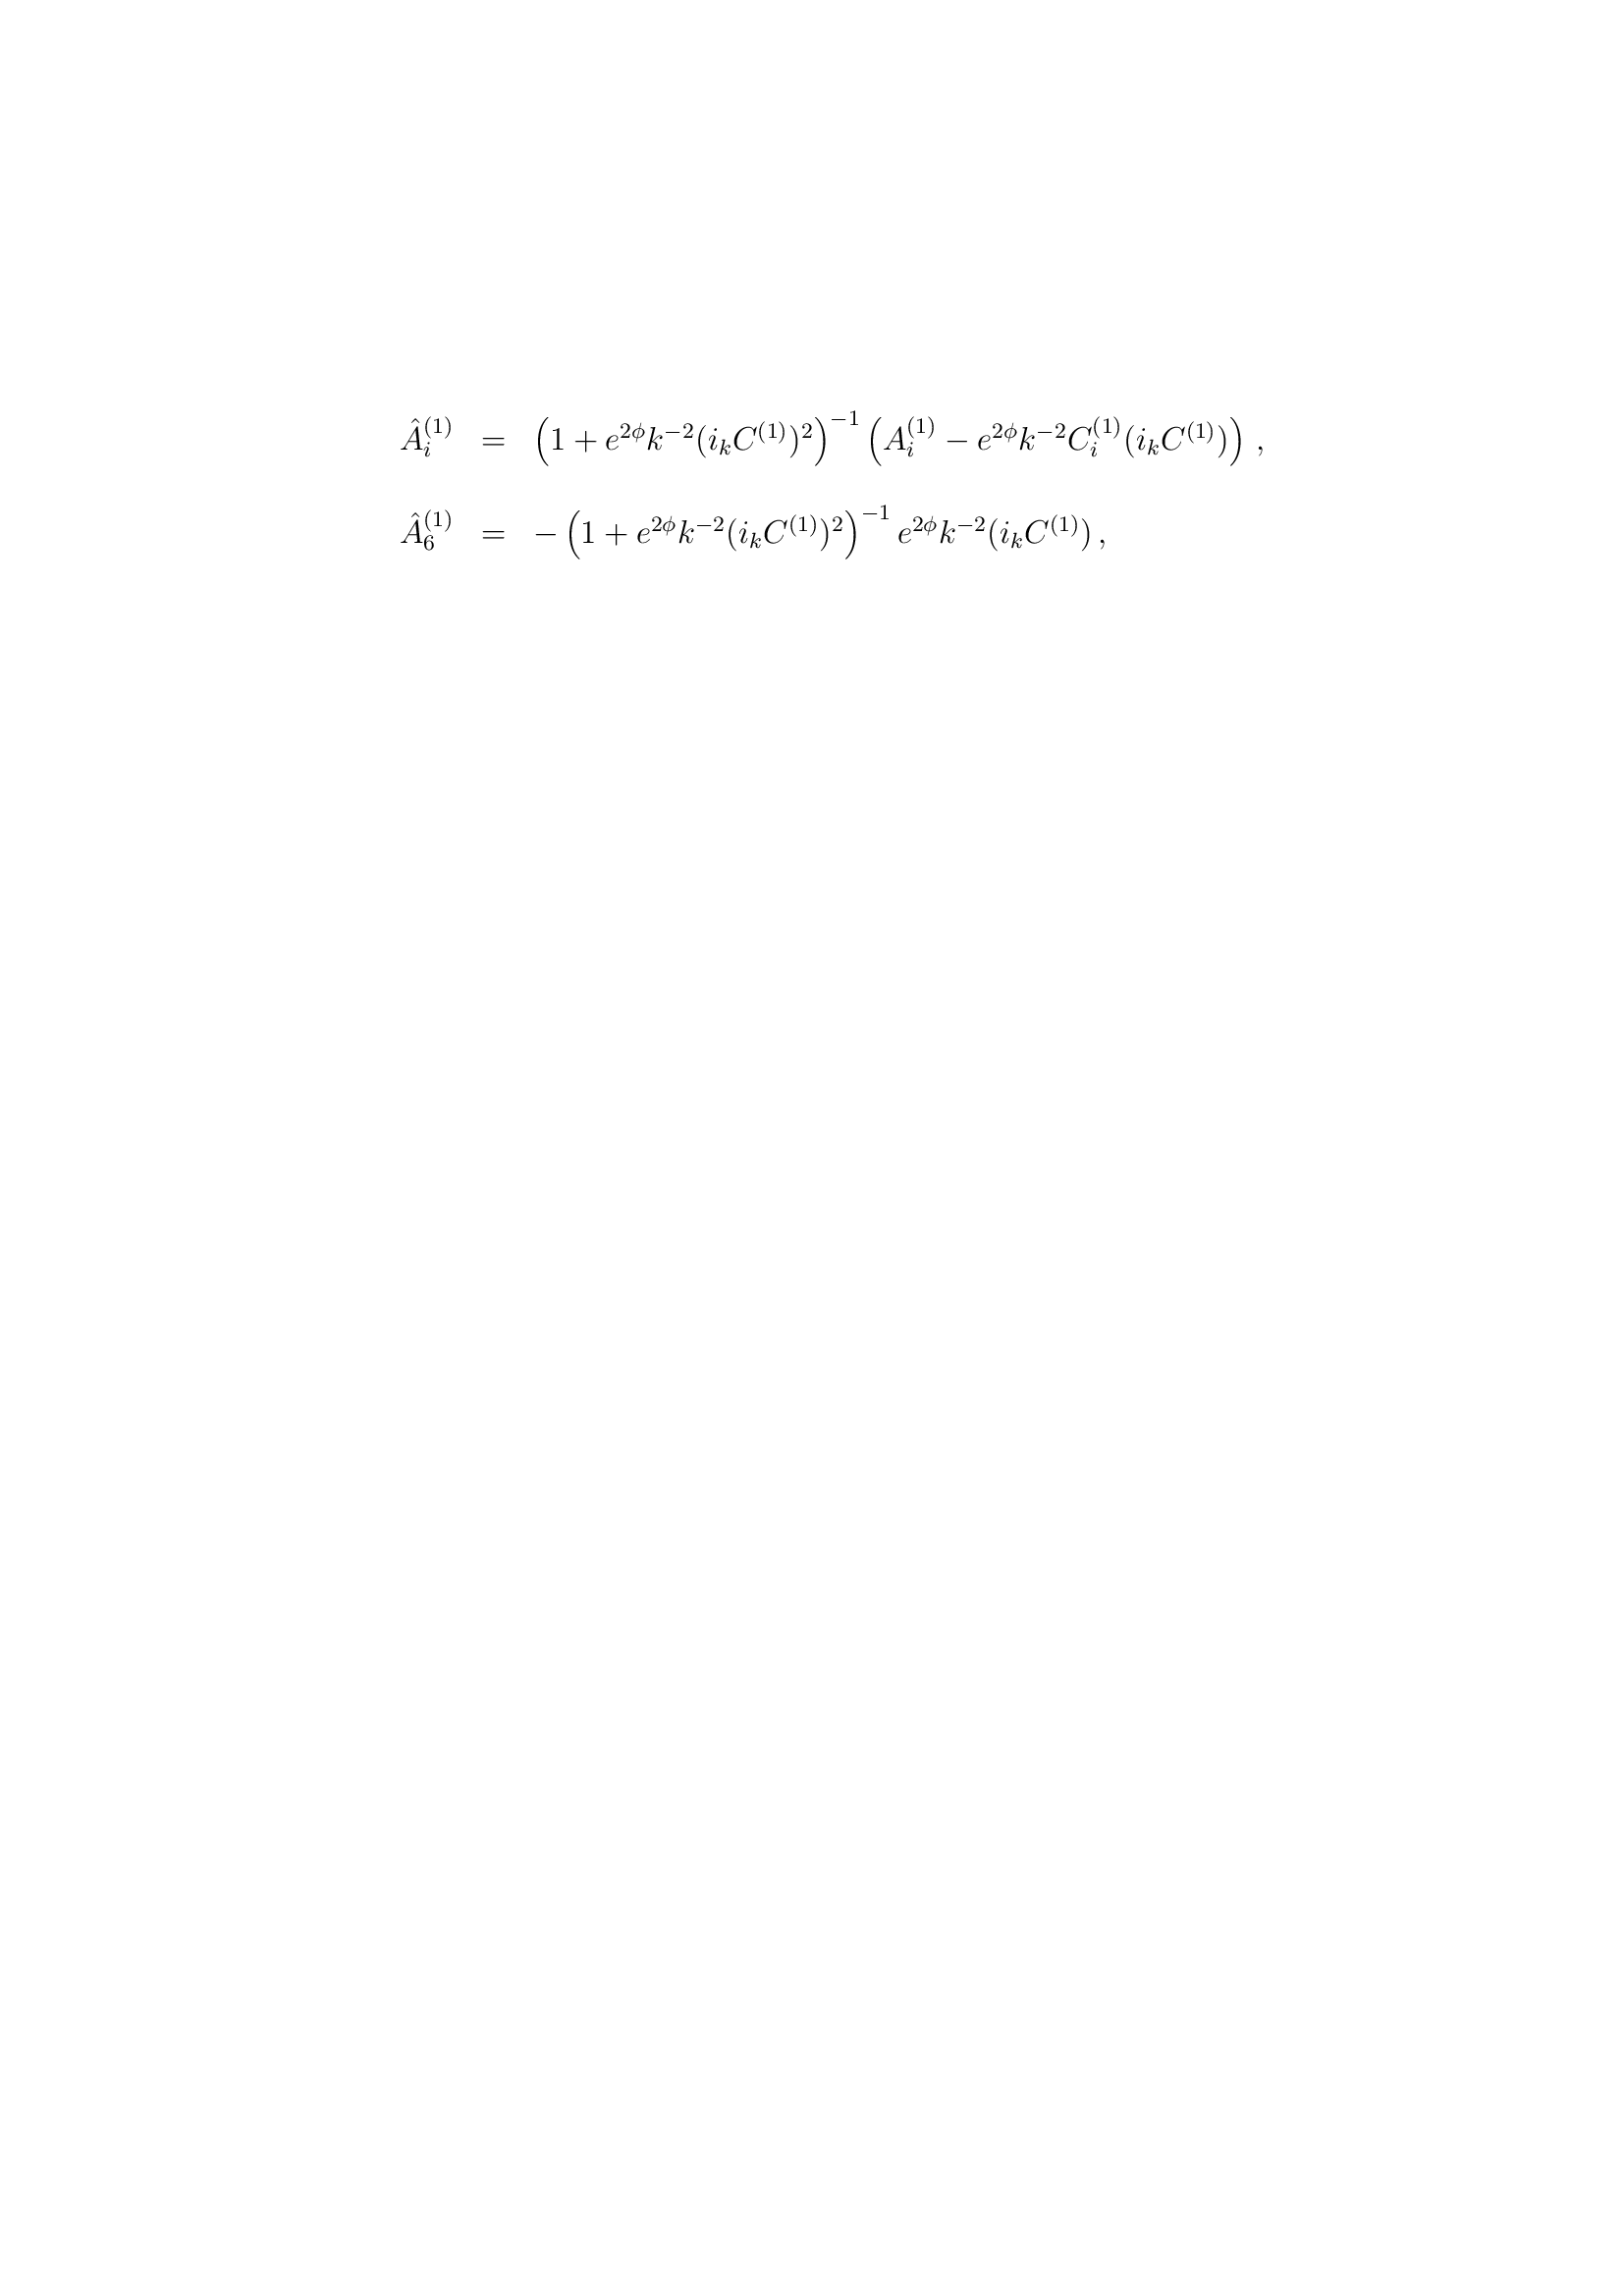 \hat{A}_i^{(1)} = \left(1 + e^{2\phi} k^{-2} (i_k C^{(1)})^2\right)^{-1} \left(A_i^{(1)} - e^{2\phi} k^{-2} C_i^{(1)} (i_k C^{(1)})\right) ,
\hat{A}_6^{(1)} = - \left(1 + e^{2\phi} k^{-2} (i_k C^{(1)})^2\right)^{-1} e^{2\phi} k^{-2} (i_k C^{(1)}) ,